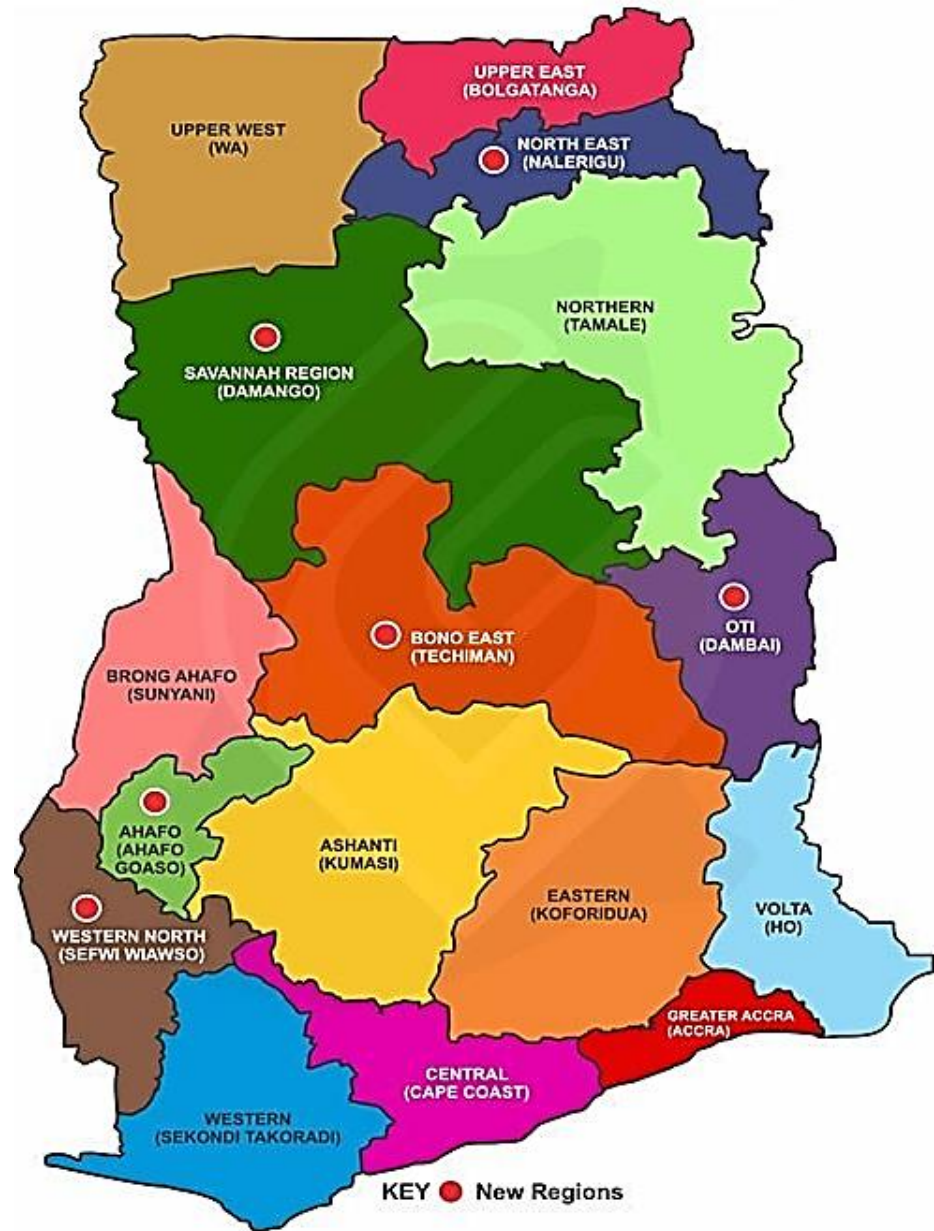 UPPER EAST
(BOLGATANGA)
UPPER WEST
(WA)
NORTH EAST
(NALERIGU)
NORTHERN
(TAMALE)
SAVANNAH REGION
(DAMANGO)
OTI
(DAMBAI)
BONO EAST
(TECHIMAN)
BRONG AHAFO
(SUNYANI)
AHAFO
(AHAFO
GOASO)
ASHANTI
(KUMASI)
EASTERN
(KOFORIDUA)
VOLTA
(HO)
WESTERN NORTH
(SEFWI WIAWSO)
GREATER ACCRA
(ACCRA)
CENTRAL
(CAPE COAST)
WESTERN
(SEKONDI TAKORADI)
KEY New Regions